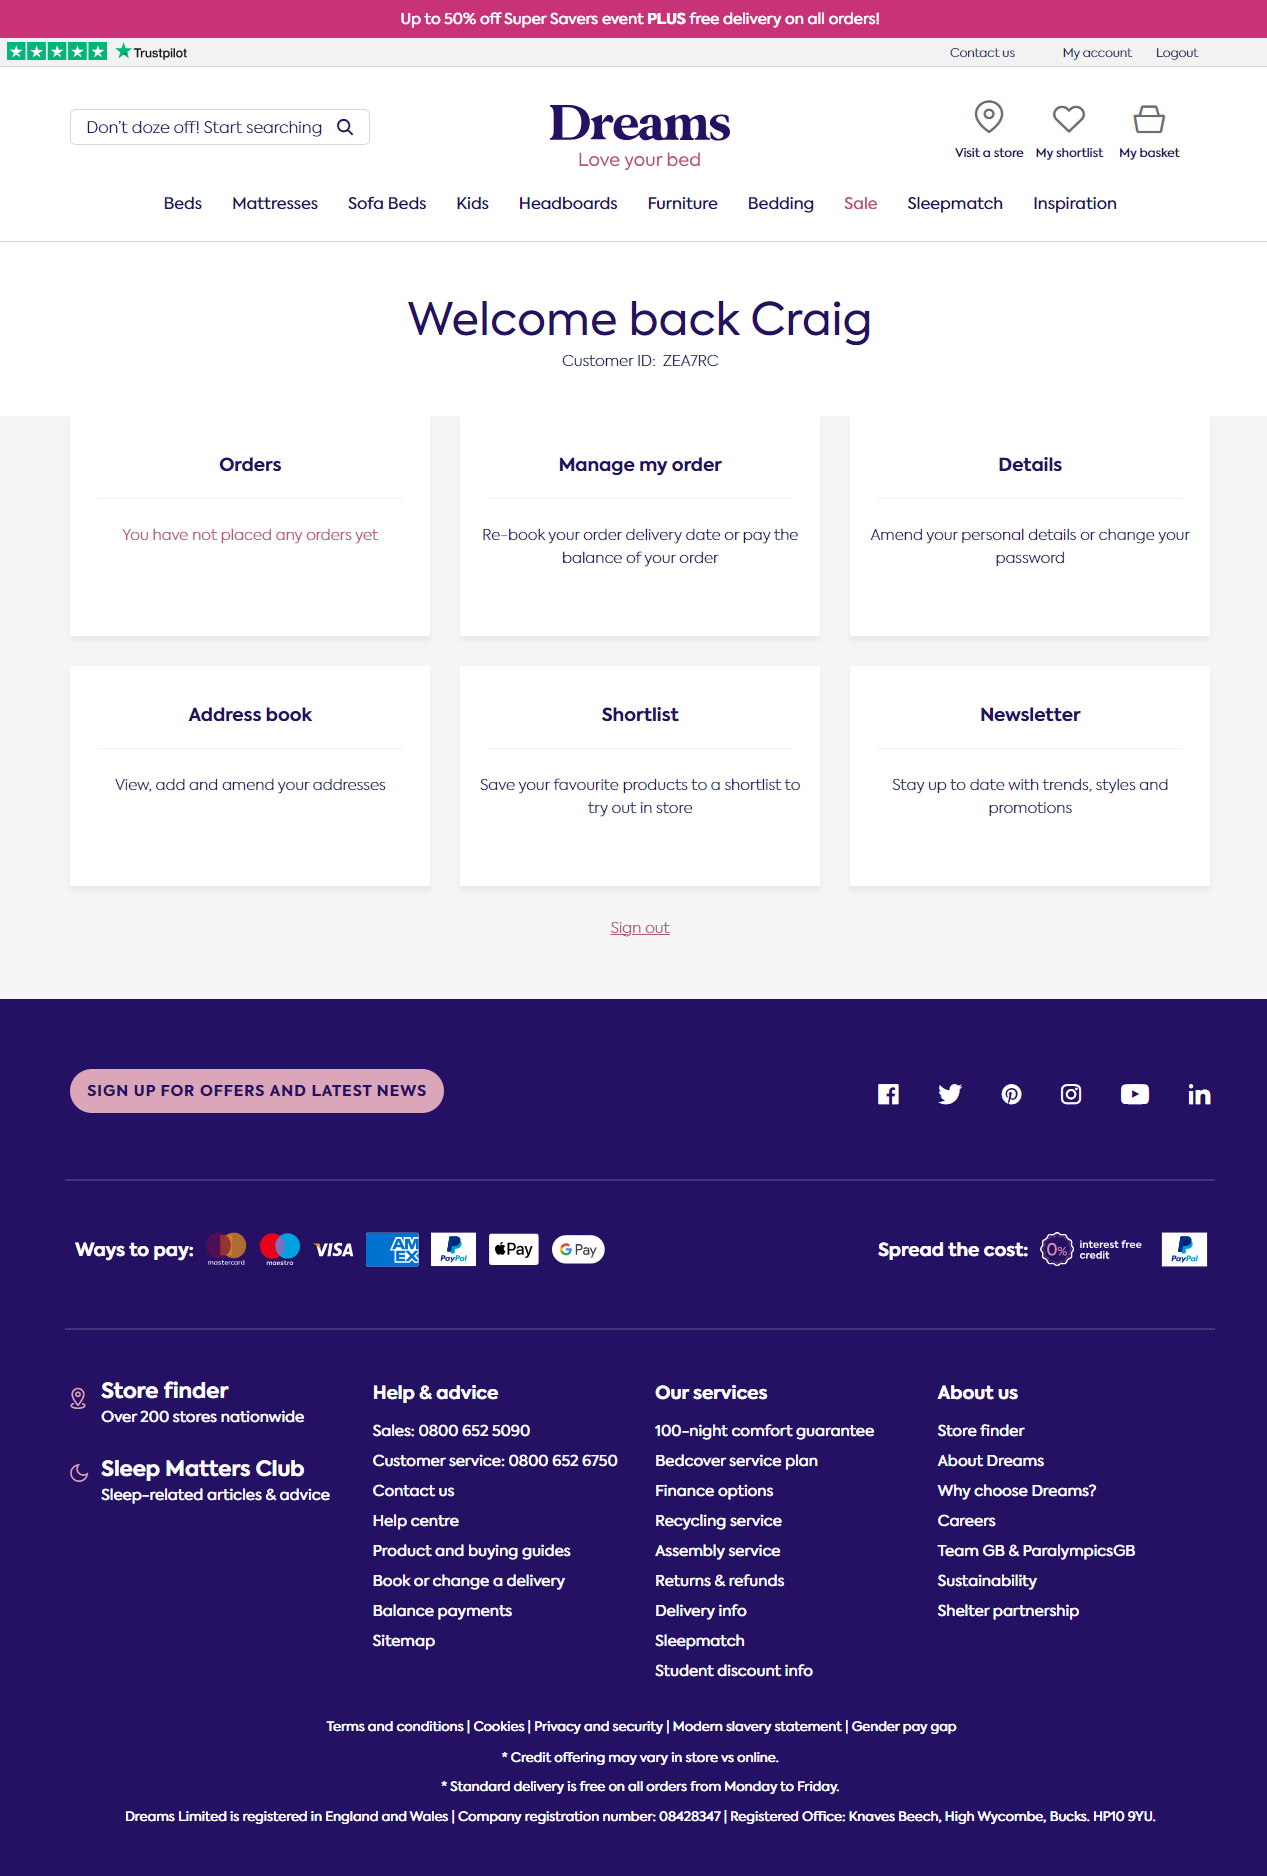 Up to 50% off Super Savers event PLUS free delivery on all orders!
Trustpilot
Contact us
My account
Logout
Don't doze off! Start searching
Dreams
Love your bed
Visit a store
My shortlist
My basket
Beds
Mattresses
Sofa Beds
Kids
Headboards
Furniture
Bedding
Sale
Sleepmatch
Inspiration
Welcome back Craig
Customer ID: ZEA7RC
Orders
You have not placed any orders yet
Manage my order
Re-book your order delivery date or pay the
balance of your order
Details
Amend your personal details or change your
password
Address book
View, add and amend your addresses
Shortlist
Save your favourite products to a shortlist to
try out in store
Newsletter
Stay up to date with trends, styles and
promotions
Sign out
SIGN UP FOR OFFERS AND LATEST NEWS
Ways to pay:
mastercard
maestro
VISA
AM
EX
PayPal
Pay
G Pay
Spread the cost:
0%
interest free
credit
PayPal
Store finder
Over 200 stores nationwide
Sleep Matters Club
Sleep-related articles & advice
Help & advice
Sales: 0800 652 5090
Customer service: 0800 652 6750
Contact us
Help centre
Product and buying guides
Book or change a delivery
Balance payments
Sitemap
Our services
100-night comfort guarantee
Bedcover service plan
Finance options
Recycling service
Assembly service
Returns & refunds
Delivery info
Sleepmatch
Student discount info
About us
Store finder
About Dreams
Why choose Dreams?
Careers
Team GB & ParalympicsGB
Sustainability
Shelter partnership
Terms and conditions | Cookies | Privacy and security | Modern slavery statement | Gender pay gap
* Credit offering may vary in store vs online.
* Standard delivery is free on all orders from Monday to Friday.
Dreams Limited is registered in England and Wales | Company registration number: 08428347 | Registered Office: Knaves Beech, High Wycombe, Bucks. HP10 9YU.